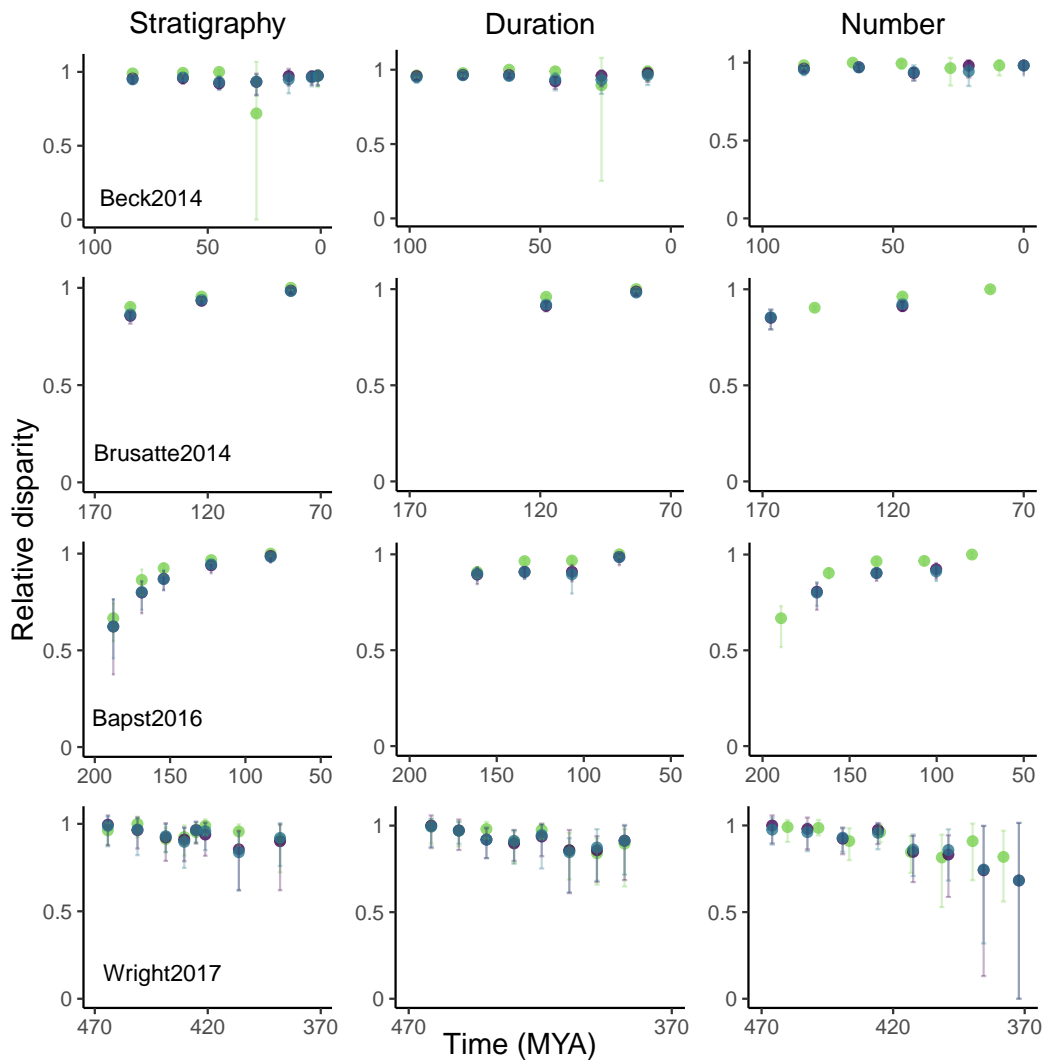 Stratigraphy Duration Number
Relative disparity
1 1 1
0.5 0.5 0.5
Beck2014
0 0 0
100 50 0 100 50 0 100 50 0
1 1 1
0.5 0.5 0.5
Brusatte2014
0 0 0
170 120 70 170 120 70 170 120 70
1 1 1
0.5 0.5 0.5
Bapst2016
0 0 0
200 150 100 50 200 150 100 50 200 150 100 50
1 1 1
0.5 0.5 0.5
Wright2017
0 0 0
470 420 370 470 370 470 420 370
Time (MYA)